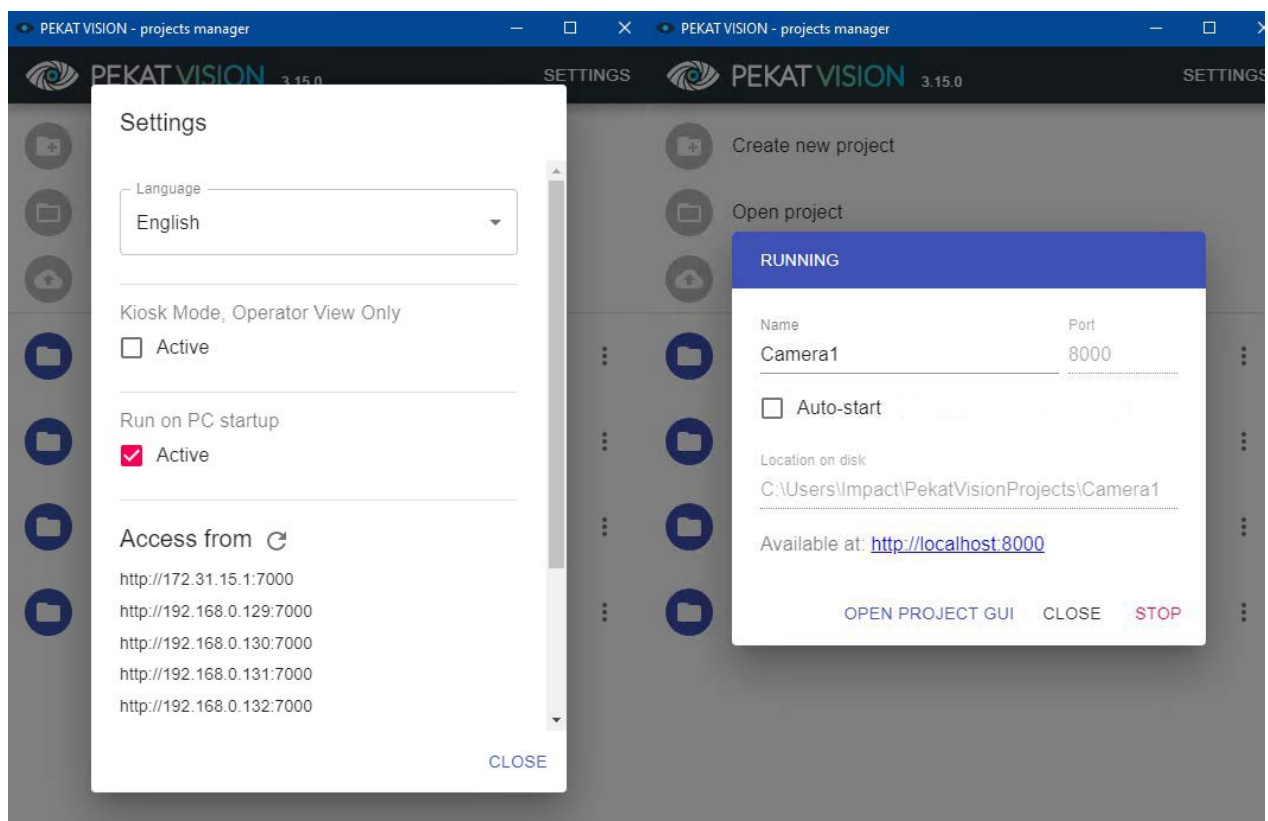 PEKAT VISION - projects manager
PEKAT VISION 3.15.0
SETTINGS
Settings
Language
English
Kiosk Mode, Operator View Only
Active
Run on PC startup
Active
Access from
http://172.31.15.1:7000
http://192.168.0.129:7000
http://192.168.0.130:7000
http://192.168.0.131:7000
http://192.168.0.132:7000
CLOSE
PEKAT VISION - projects manager
PEKAT VISION 3.15.0
SETTINGS
Create new project
Open project
RUNNING
Name
Port
Camera1
8000
Auto-start
Location on disk
C:\Users\Impact\PekatVisionProjects\Camera1
Available at: http://localhost:8000
OPEN PROJECT GUI CLOSE STOP